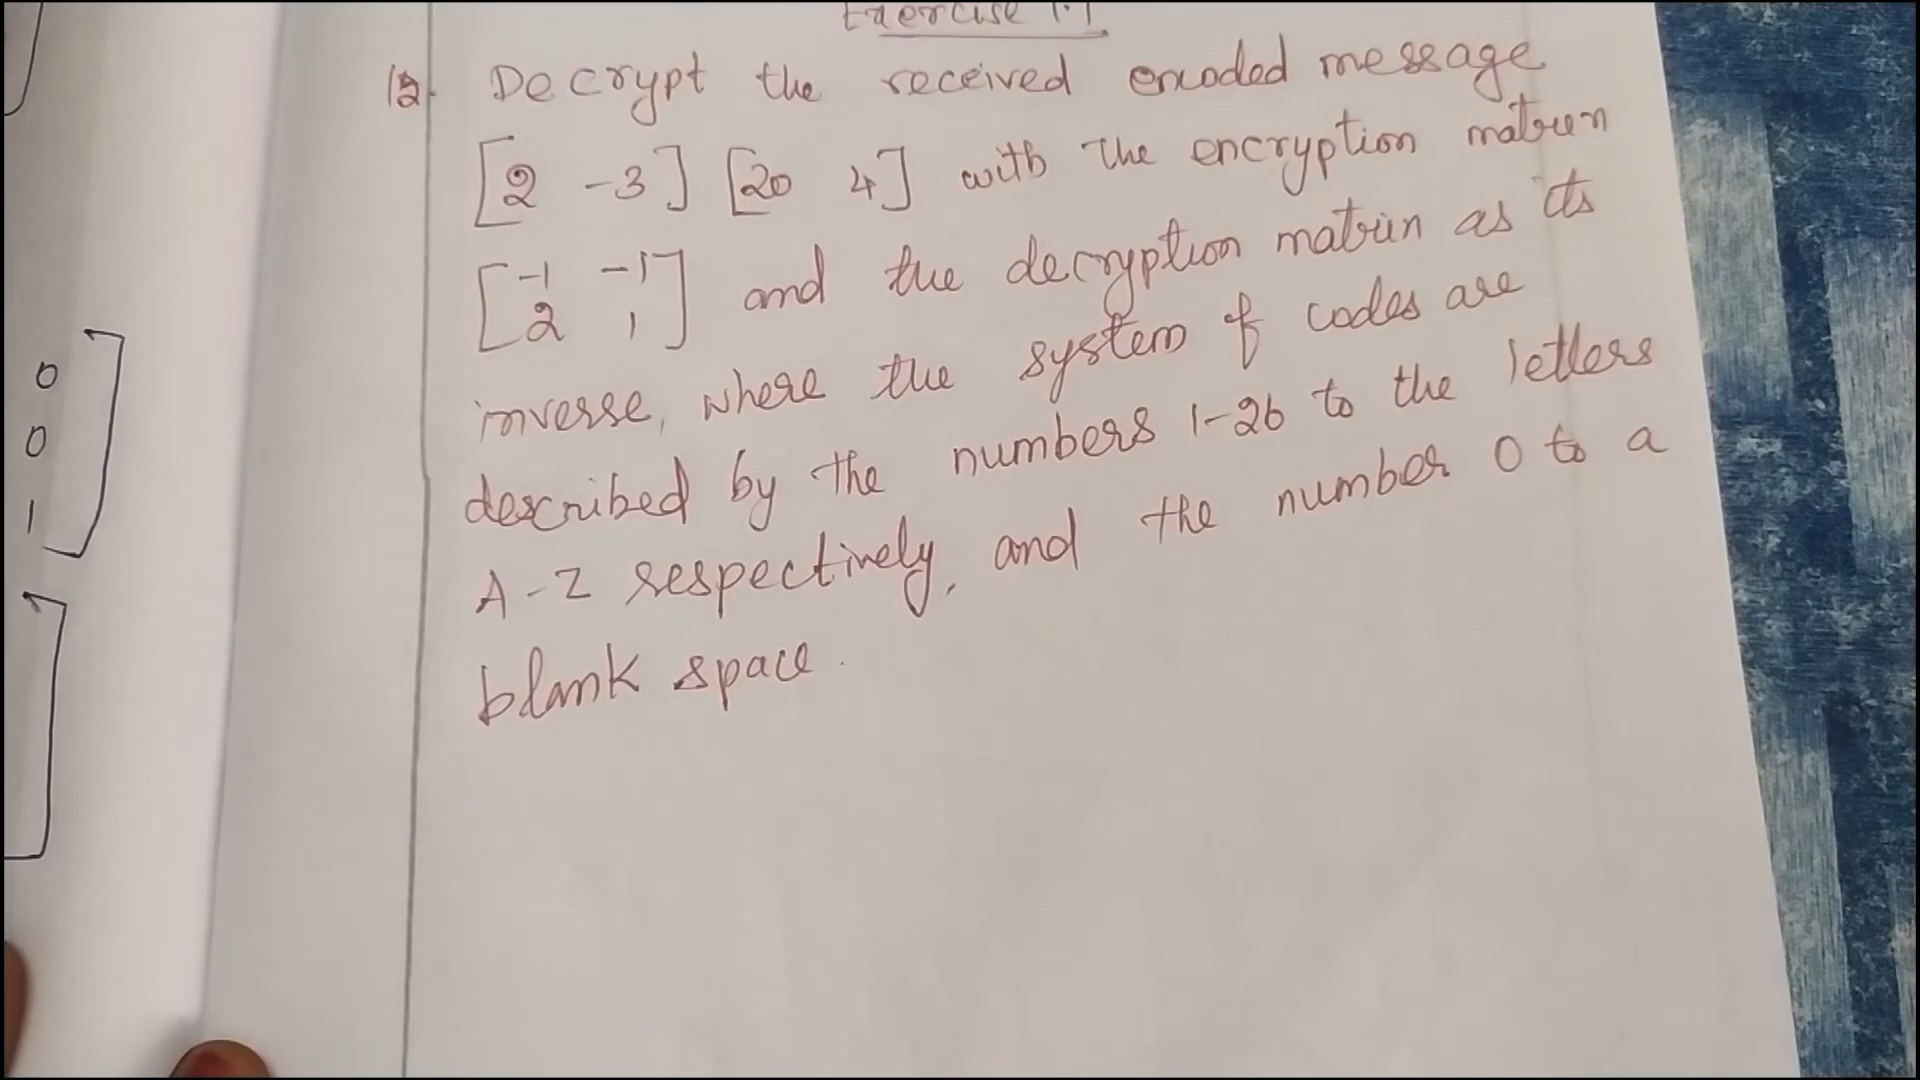 Exercise 1.1
12. Decrypt the received encoded message
[2 -3] [20 4] with the encryption matrix
[-1 -1
2 1] and the decryption matrix as its
inverse, where the system of codes are
described by the numbers 1-26 to the letters
A-Z respectively, and the number 0 to a
blank space.
0
0
1